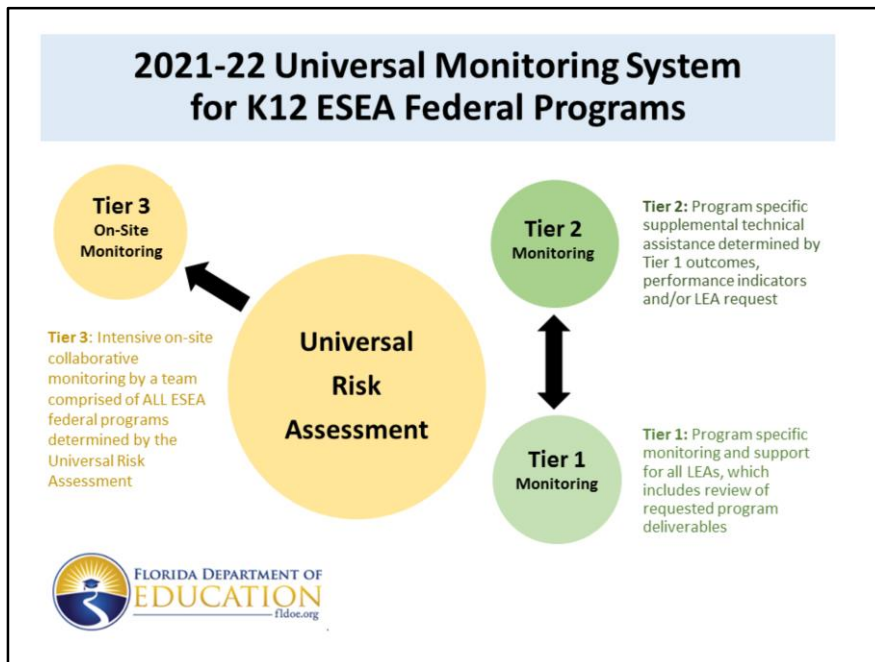 2021-22 Universal Monitoring System
for K12 ESEA Federal Programs
Tier 3
On-Site
Monitoring
Tier 3: Intensive on-site
collaborative
monitoring by a team
comprised of ALL ESEA
federal programs
determined by the
Universal Risk
Assessment
Universal
Risk
Assessment
Tier 2
Monitoring
Tier 2: Program specific
supplemental technical
assistance determined by
Tier 1 outcomes,
performance indicators
and/or LEA request
Tier 1
Monitoring
Tier 1: Program specific
monitoring and support
for all LEAs, which
includes review of
requested program
deliverables
FLORIDA DEPARTMENT OF
EDUCATION
fldoe.org